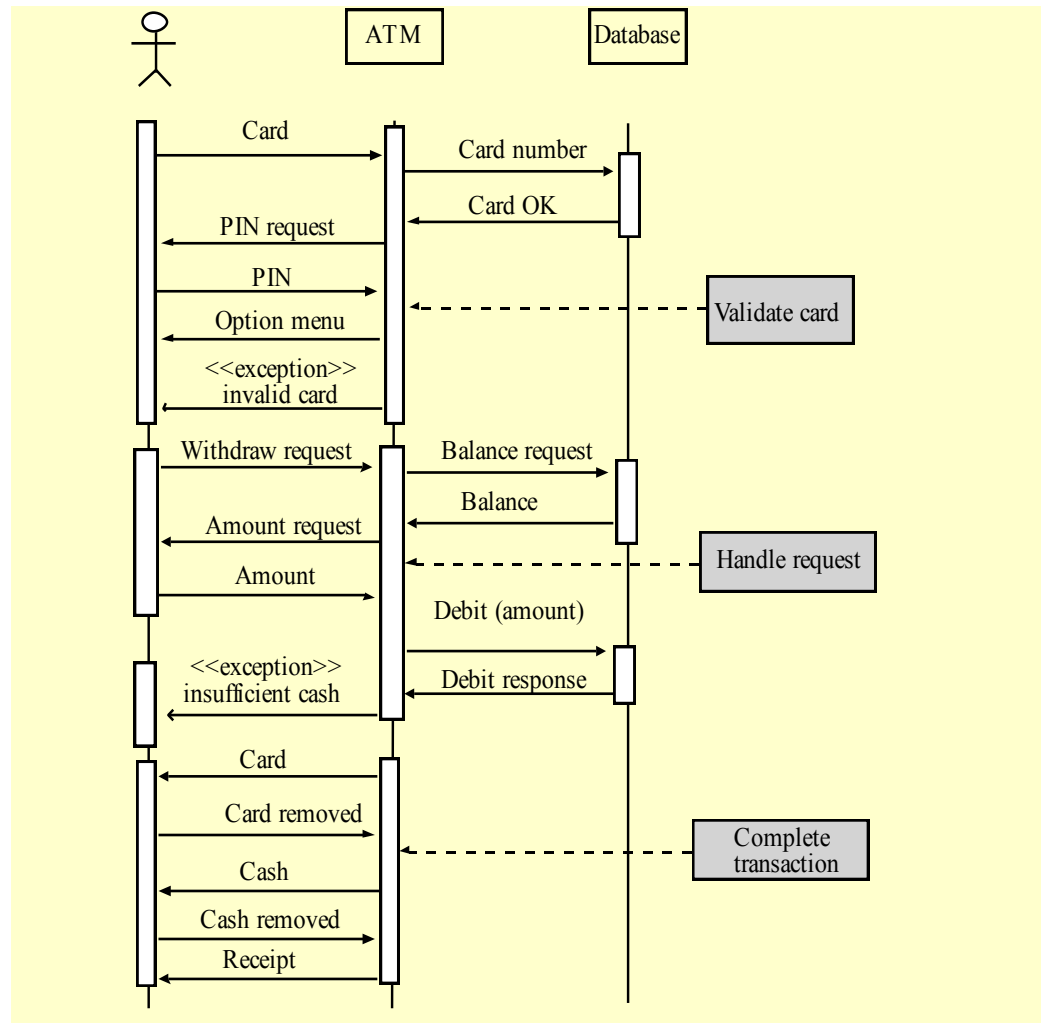 ATM
Database
Card
Card number
Card OK
PIN request
PIN
Validate card
Option menu
<<exception>>
invalid card
Withdraw request
Balance request
Balance
Amount request
Handle request
Amount
Debit (amount)
<<exception>>
insufficient cash
Debit response
Card
Card removed
Complete
transaction
Cash
Cash removed
Receipt